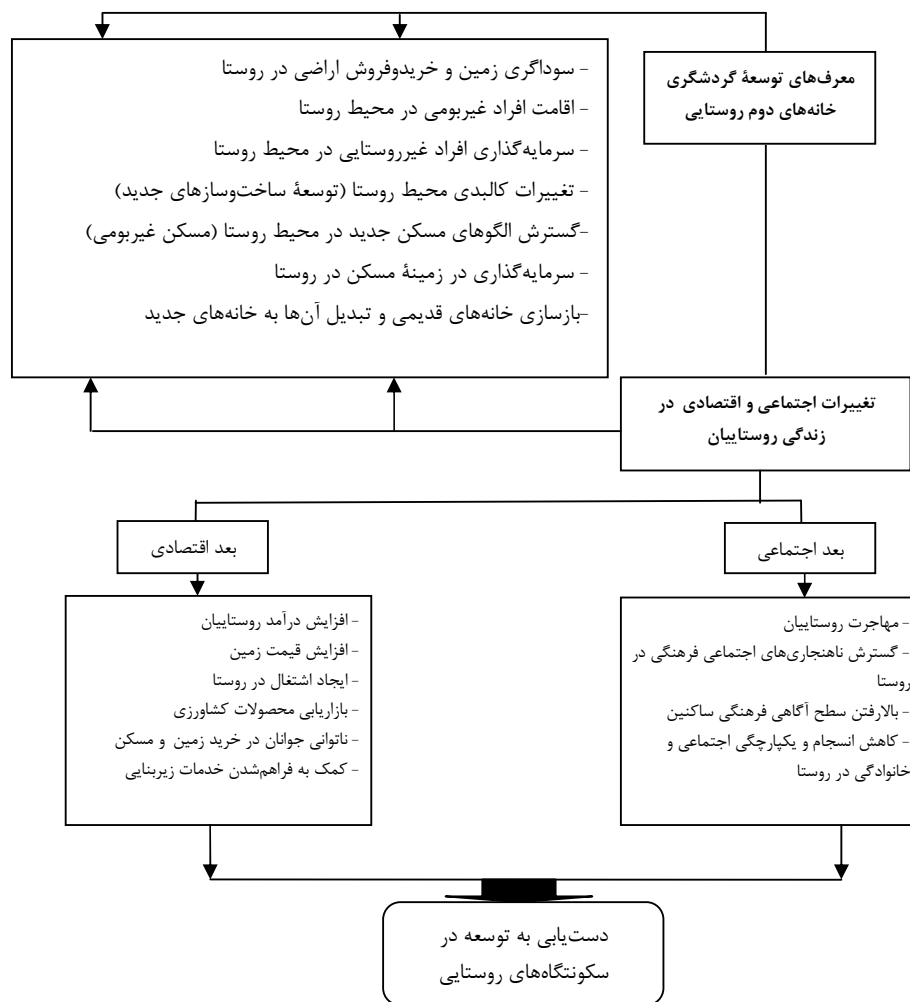 معرف‌های توسعۀ گردشگری
خانه‌های دوم روستایی
- سوداگری زمین و خریدوفروش اراضی در روستا
- اقامت افراد غیربومی در محیط روستا
- سرمایه‌گذاری افراد غیرروستایی در محیط روستا
- تغییرات کالبدی محیط روستا (توسعۀ ساخت‌وسازهای جدید)
-گسترش الگوهای مسکن جدید در محیط روستا (مسکن غیربومی)
- سرمایه‌گذاری در زمینۀ مسکن در روستا
-بازسازی خانه‌های قدیمی و تبدیل آن‌ها به خانه‌های جدید
تغییرات اجتماعی و اقتصادی در
زندگی روستاییان
بعد اجتماعی
بعد اقتصادی
- مهاجرت روستاییان
- گسترش ناهنجاری‌های اجتماعی فرهنگی در
روستا
- بالارفتن سطح آگاهی فرهنگی ساکنین
- کاهش انسجام و یکپارچگی اجتماعی و
خانوادگی در روستا
- افزایش درآمد روستاییان
- افزایش قیمت زمین
- ایجاد اشتغال در روستا
- بازاریابی محصولات کشاورزی
- ناتوانی جوانان در خرید زمین و مسکن
- کمک به فراهم‌شدن خدمات زیربنایی
دست‌یابی به توسعه در
سکونتگاه‌های روستایی